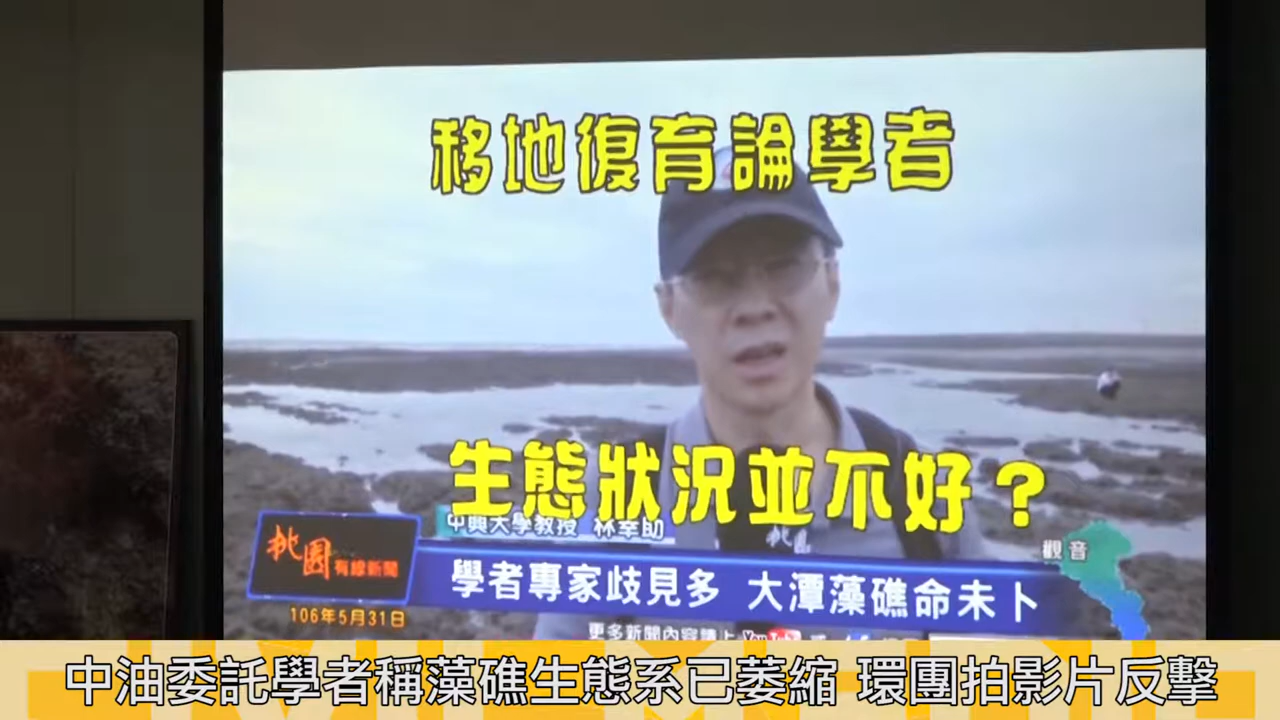 移地復育論學者
生態狀況並不好?
中興大學教授 林幸助
觀音
桃園有線新聞
學者專家歧見多 大潭藻礁命未卜
106年5月31日
更多新聞內容請上 YouTube
中油委託學者稱藻礁生態系已萎縮 環團拍影片反擊